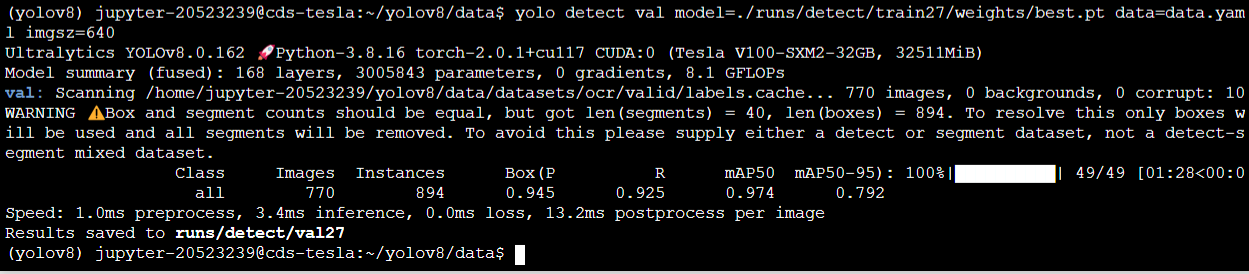 (yolov8) jupyter-20523239@cds-tesla:~/yolov8/data$ yolo detect val model=./runs/detect/train27/weights/best.pt data=data.yam
l imgsz=640
Ultralytics YOLOv8.0.162 🚀Python-3.8.16 torch-2.0.1+cu117 CUDA:0 (Tesla V100-SXM2-32GB, 32511MiB)
Model summary (fused): 168 layers, 3005843 parameters, 0 gradients, 8.1 GFLOPs
val: Scanning /home/jupyter-20523239/yolov8/data/datasets/ocr/valid/labels.cache... 770 images, 0 backgrounds, 0 corrupt: 10
WARNING ⚠️Box and segment counts should be equal, but got len(segments) = 40, len(boxes) = 894. To resolve this only boxes w
ill be used and all segments will be removed. To avoid this please supply either a detect or segment dataset, not a detect-s
egment mixed dataset.
Class Images Instances Box(P R mAP50 mAP50-95): 100%|██████████| 49/49 [01:28<00:0
all 770 894 0.945 0.925 0.974 0.792
Speed: 1.0ms preprocess, 3.4ms inference, 0.0ms loss, 13.2ms postprocess per image
Results saved to runs/detect/val27
(yolov8) jupyter-20523239@cds-tesla:~/yolov8/data$